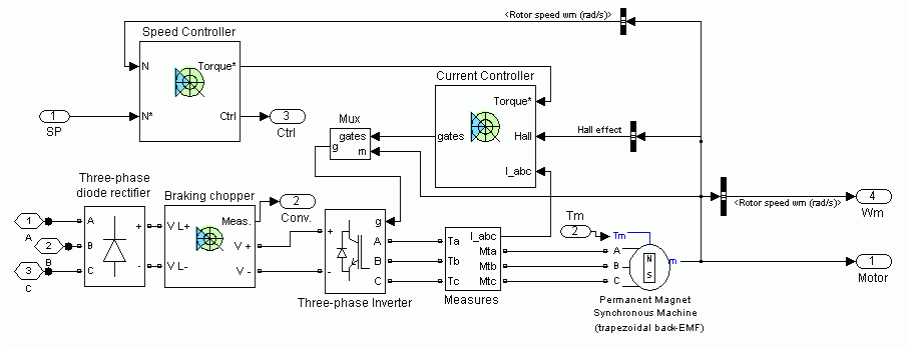 <Rotor speed wm (rad/s)>
Speed Controller
N
Torque*
N*
Ctrl
1
SP
3
Ctrl
Current Controller
Torque*
gates
Hall
I_abc
Hall effect
Mux
gates
g
m
Three-phase
diode rectifier
A
B
C
+
-
1
A
2
B
3
C
Braking chopper
V L+
V L-
Meas.
V +
V -
2
Conv.
+
-
g
A
B
C
Three-phase Inverter
Ta
Tb
Tc
I_abc
Mta
Mtb
Mtc
Measures
Tm
2
Tm
A
B
C
N
S
m
Permanent Magnet
Synchronous Machine
(trapezoidal back-EMF)
<Rotor speed wm (rad/s)>
4
Wm
1
Motor